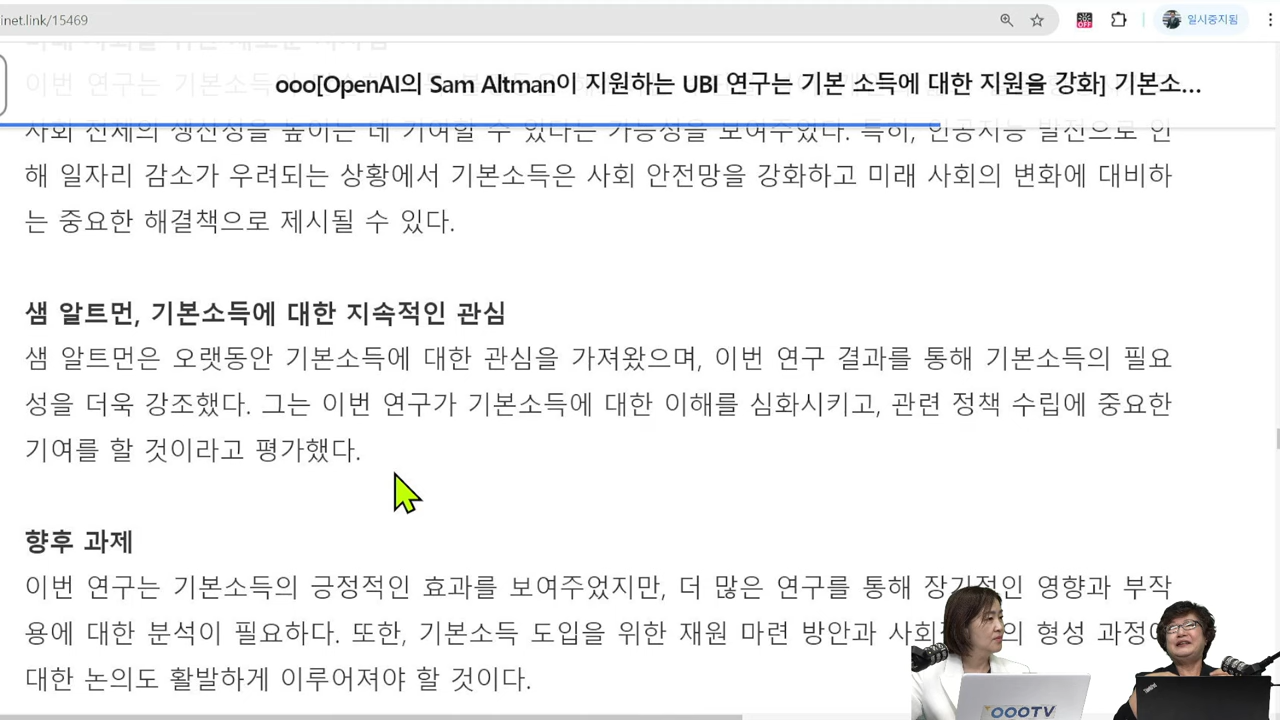 inet.link/15469
OFF
일시중지됨
ooo[OpenAI의 Sam Altman이 지원하는 UBI 연구는 기본 소득에 대한 지원을 강화] 기본소...
사회 전체의 생산성을 높이는 데 기여할 수 있다는 가능성을 보여주었다. 특히, 인공지능 발전으로 인
해 일자리 감소가 우려되는 상황에서 기본소득은 사회 안전망을 강화하고 미래 사회의 변화에 대비하
는 중요한 해결책으로 제시될 수 있다.
샘 알트먼, 기본소득에 대한 지속적인 관심
샘 알트먼은 오랫동안 기본소득에 대한 관심을 가져왔으며, 이번 연구 결과를 통해 기본소득의 필요
성을 더욱 강조했다. 그는 이번 연구가 기본소득에 대한 이해를 심화시키고, 관련 정책 수립에 중요한
기여를 할 것이라고 평가했다.
향후 과제
이번 연구는 기본소득의 긍정적인 효과를 보여주었지만, 더 많은 연구를 통해 장기적인 영향과 부작
용에 대한 분석이 필요하다. 또한, 기본소득 도입을 위한 재원 마련 방안과 형성 과정에
대한 논의도 활발하게 이루어져야 할 것이다.
OOOTV
ThinkPad